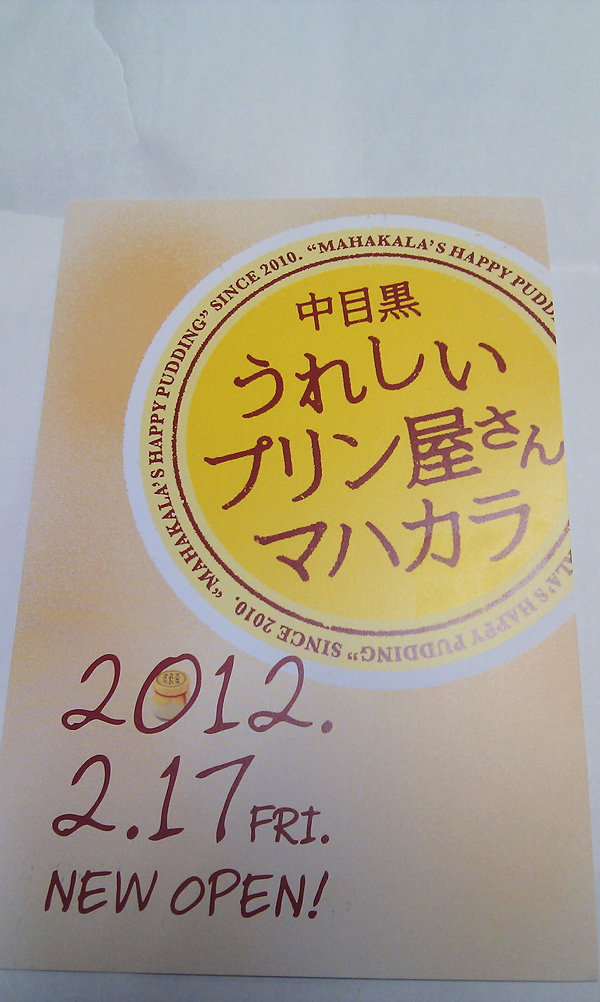 "MAHAKALA'S HAPPY PUDDING" SINCE 2010. "MAHAKALA'S HAPPY PUDD
KALA'S HAPPY PUDDING" SINCE 2010.
中目黒
うれしい
プリン屋さん
マハカラ
2012.
2.17 FRI.
NEW OPEN!